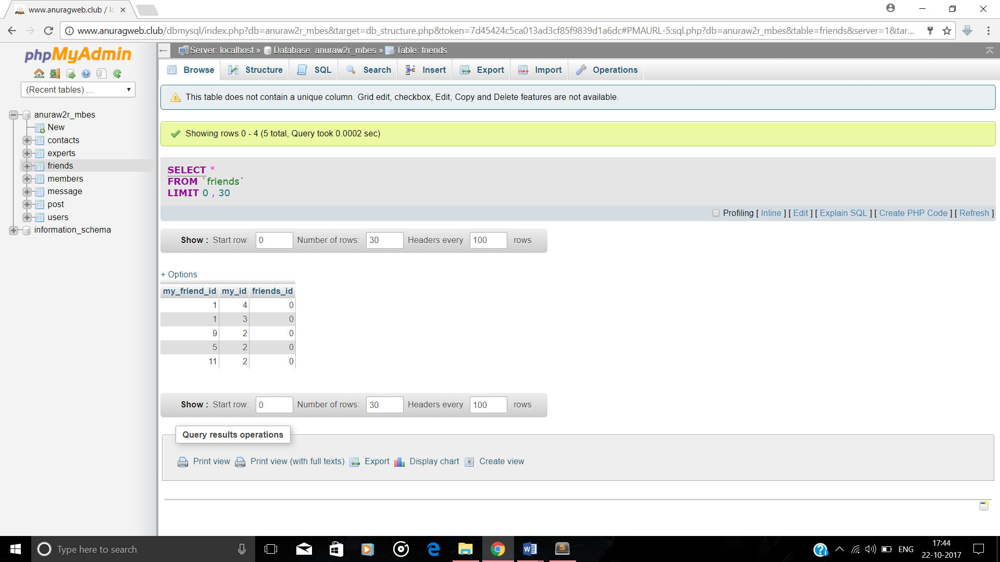 www.anuragweb.club / lo
www.anuragweb.club/dbmysql/index.php?db=anuraw2r_mbes&target=db_structure.php&token=7d45424c5ca013ad3cf85f9839d1a6dc#PMAURL-5:sql.php?db=anuraw2r_mbes&table=friends&server=1&tar...
phpMyAdmin
(Recent tables) ...
anuraw2r_mbes
New
contacts
experts
friends
members
message
post
users
information_schema
Server: localhost » Database: anuraw2r_mbes » Table: friends
Browse Structure SQL Search Insert Export Import Operations
This table does not contain a unique column. Grid edit, checkbox, Edit, Copy and Delete features are not available.
Showing rows 0 - 4 (5 total, Query took 0.0002 sec)
SELECT *
FROM `friends`
LIMIT 0 , 30
Profiling [ Inline ] [ Edit ] [ Explain SQL ] [ Create PHP Code ] [ Refresh ]
Show : Start row: 0 Number of rows: 30 Headers every 100 rows
+ Options
my_friend_id my_id friends_id
1 4 0
1 3 0
9 2 0
5 2 0
11 2 0
Show : Start row: 0 Number of rows: 30 Headers every 100 rows
Query results operations
Print view Print view (with full texts) Export Display chart Create view
Type here to search
ENG
17:44
22-10-2017